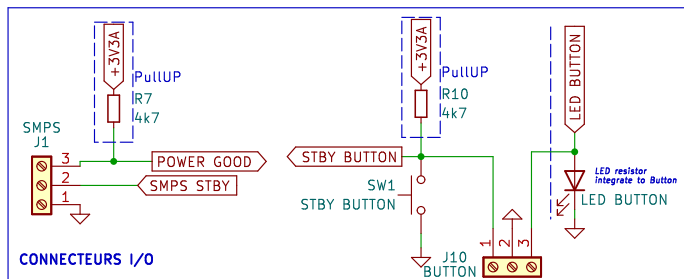 +3V3A
PullUP
R7
4k7
SMPS
J1
3
2
1
POWER GOOD
SMPS STBY
+3V3A
PullUP
R10
4k7
STBY BUTTON
SW1
STBY BUTTON
LED BUTTON
LED resistor
integrate to Button
LED BUTTON
1
2
3
J10
BUTTON
CONNECTEURS I/O